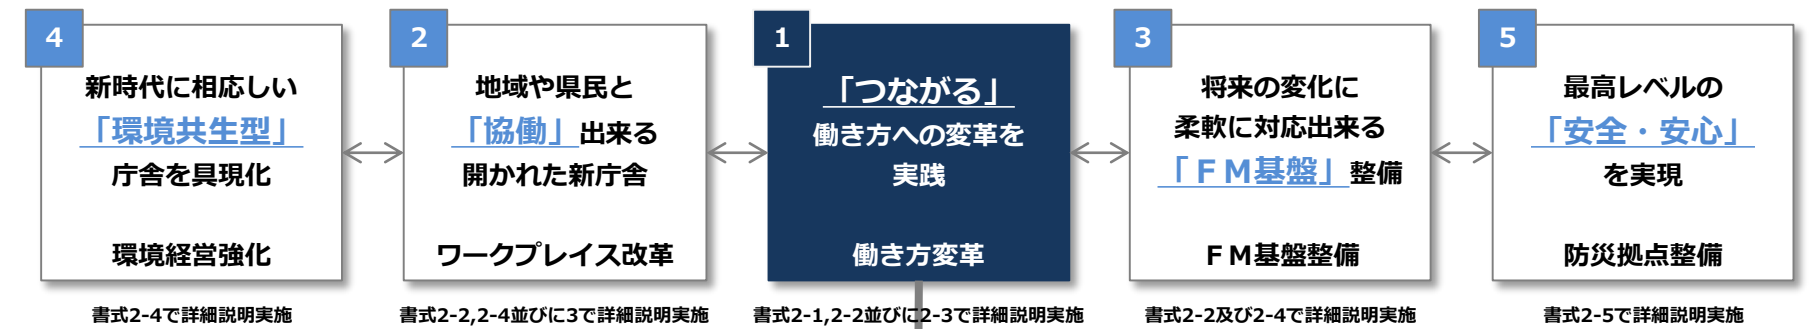 4
新時代に相応しい
「環境共生型」
庁舎を具現化
環境経営強化
書式2-4で詳細説明実施
2
地域や県民と
「協働」出来る
開かれた新庁舎
ワークプレイス改革
書式2-2,2-4並びに3で詳細説明実施
1
「つながる」
働き方への変革を
実践
働き方変革
書式2-1,2-2並びに2-3で詳細説明実施
3
将来の変化に
柔軟に対応出来る
「ＦＭ基盤」整備
ＦＭ基盤整備
書式2-2及び2-4で詳細説明実施
5
最高レベルの
「安全・安心」
を実現
防災拠点整備
書式2-5で詳細説明実施